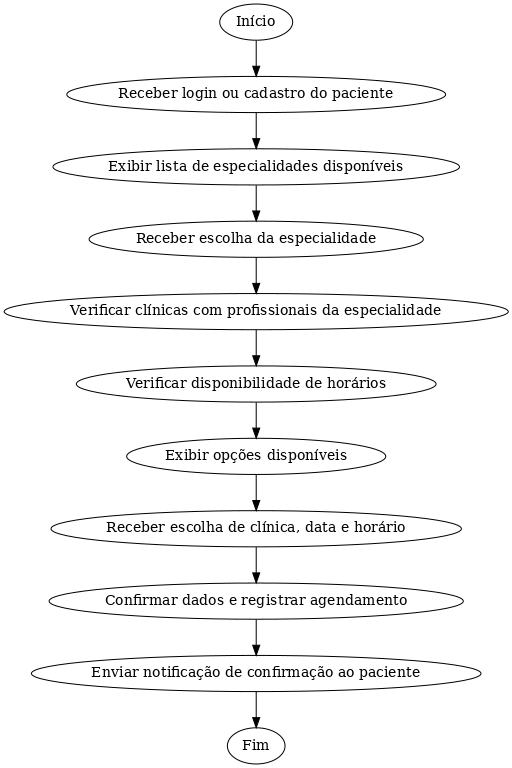 Início
Receber login ou cadastro do paciente
Exibir lista de especialidades disponíveis
Receber escolha da especialidade
Verificar clínicas com profissionais da especialidade
Verificar disponibilidade de horários
Exibir opções disponíveis
Receber escolha de clínica, data e horário
Confirmar dados e registrar agendamento
Enviar notificação de confirmação ao paciente
Fim